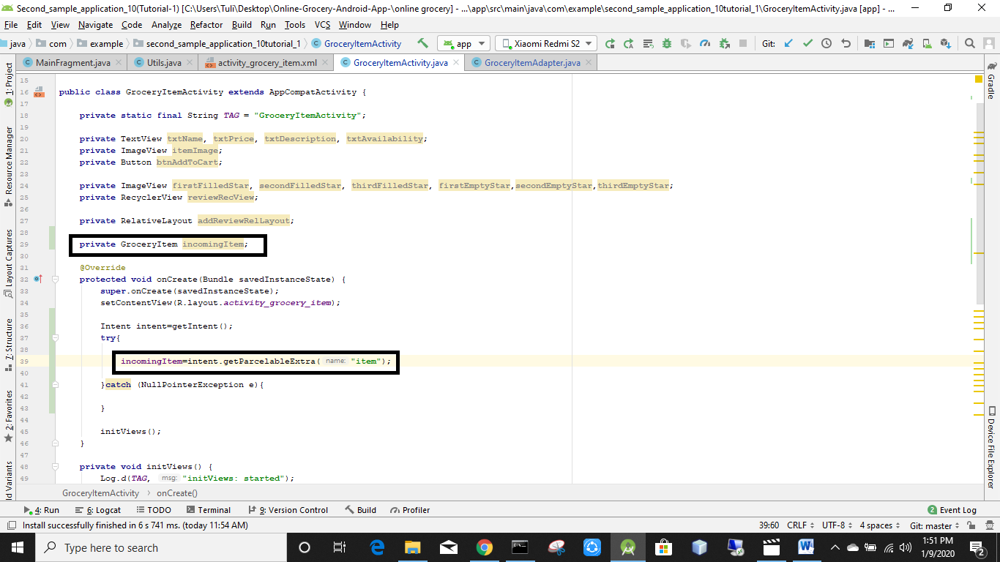 Second_sample_application_10(Tutorial-1) [C:\Users\Tuli\Desktop\Online-Grocery-Android-App-\online grocery] - ...\app\src\main\java\com\example\second_sample_application_10tutorial_1\GroceryItemActivity.java [app] - ...
File Edit View Navigate Code Analyze Refactor Build Run Tools VCS Window Help
java com example second_sample_application_10tutorial_1 GroceryItemActivity app Xiaomi Redmi S2 Git:
MainFragment.java Utils.java activity_grocery_item.xml GroceryItemActivity.java GroceryItemAdapter.java
1: Project
Resource Manager
Layout Captures
7: Structure
2: Favorites
ld Variants
15
16 public class GroceryItemActivity extends AppCompatActivity {
17
18 private static final String TAG = "GroceryItemActivity";
19
20 private TextView txtName, txtPrice, txtDescription, txtAvailability;
21 private ImageView itemImage;
22 private Button btnAddToCart;
23
24 private ImageView firstFilledStar, secondFilledStar, thirdFilledStar, firstEmptyStar,secondEmptyStar,thirdEmptyStar;
25 private RecyclerView reviewRecView;
26
27 private RelativeLayout addReviewRelLayout;
28
29 private GroceryItem incomingItem;
30
31 @Override
32 protected void onCreate(Bundle savedInstanceState) {
33 super.onCreate(savedInstanceState);
34 setContentView(R.layout.activity_grocery_item);
35
36 Intent intent=getIntent();
37 try{
38
39 incomingItem=intent.getParcelableExtra( name: "item");
40
41 }catch (NullPointerException e){
42
43 }
44
45 initViews();
46 }
47
48 private void initViews() {
49 Log.d(TAG, msg: "initViews: started");
Gradle
Device File Explorer
GroceryItemActivity › onCreate()
4: Run 6: Logcat TODO Terminal 9: Version Control Build Profiler 2 Event Log
Install successfully finished in 6 s 741 ms. (today 11:54 AM) 39:60 CRLF UTF-8 4 spaces Git: master
Type here to search
1:51 PM
1/9/2020
2